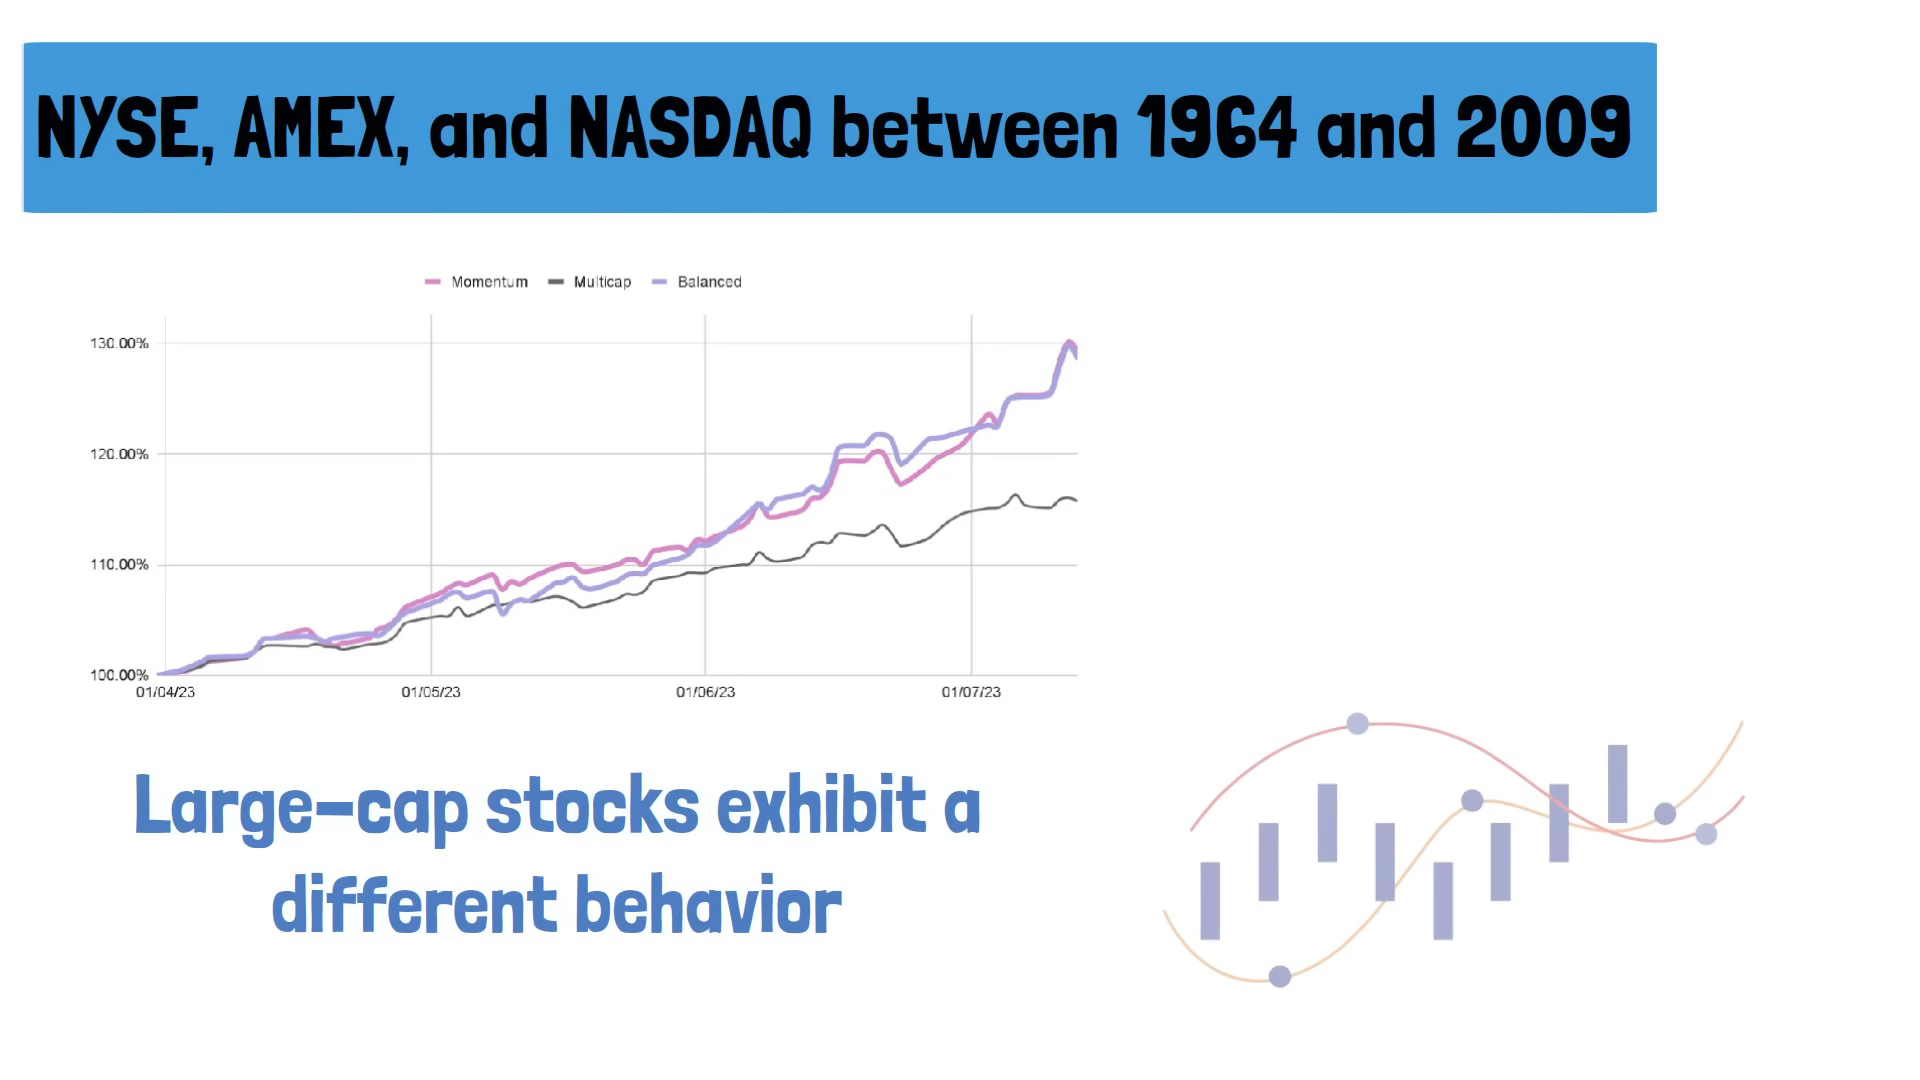 NYSE, AMEX, and NASDAQ between 1964 and 2009
Momentum Multicap Balanced
130.00%
120.00%
110.00%
100.00%
01/04/23 01/05/23 01/06/23 01/07/23
Large-cap stocks exhibit a
different behavior